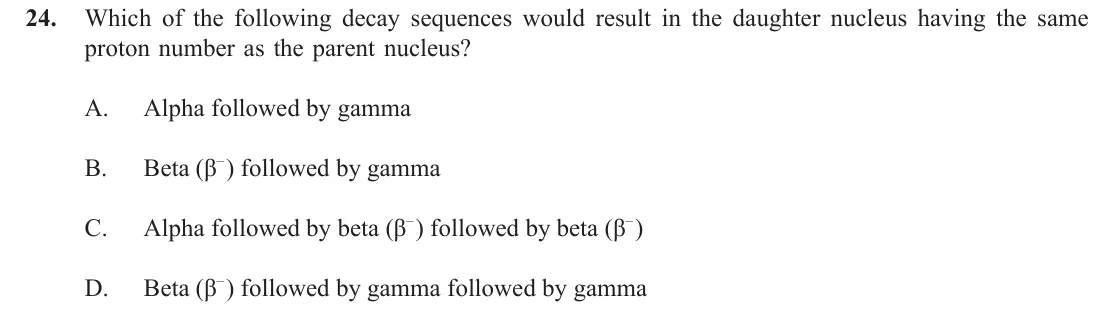 24. Which of the following decay sequences would result in the daughter nucleus having the same
proton number as the parent nucleus?
A. Alpha followed by gamma
B. Beta (β⁻) followed by gamma
C. Alpha followed by beta (β⁻) followed by beta (β⁻)
D. Beta (β⁻) followed by gamma followed by gamma